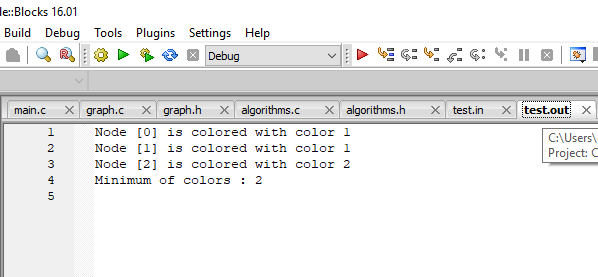 de::Blocks 16.01
Build Debug Tools Plugins Settings Help
Debug
main.c graph.c graph.h algorithms.c algorithms.h test.in test.out
1 Node [0] is colored with color 1
2 Node [1] is colored with color 1
3 Node [2] is colored with color 2
4 Minimum of colors : 2
5
C:\Users\
Project: C